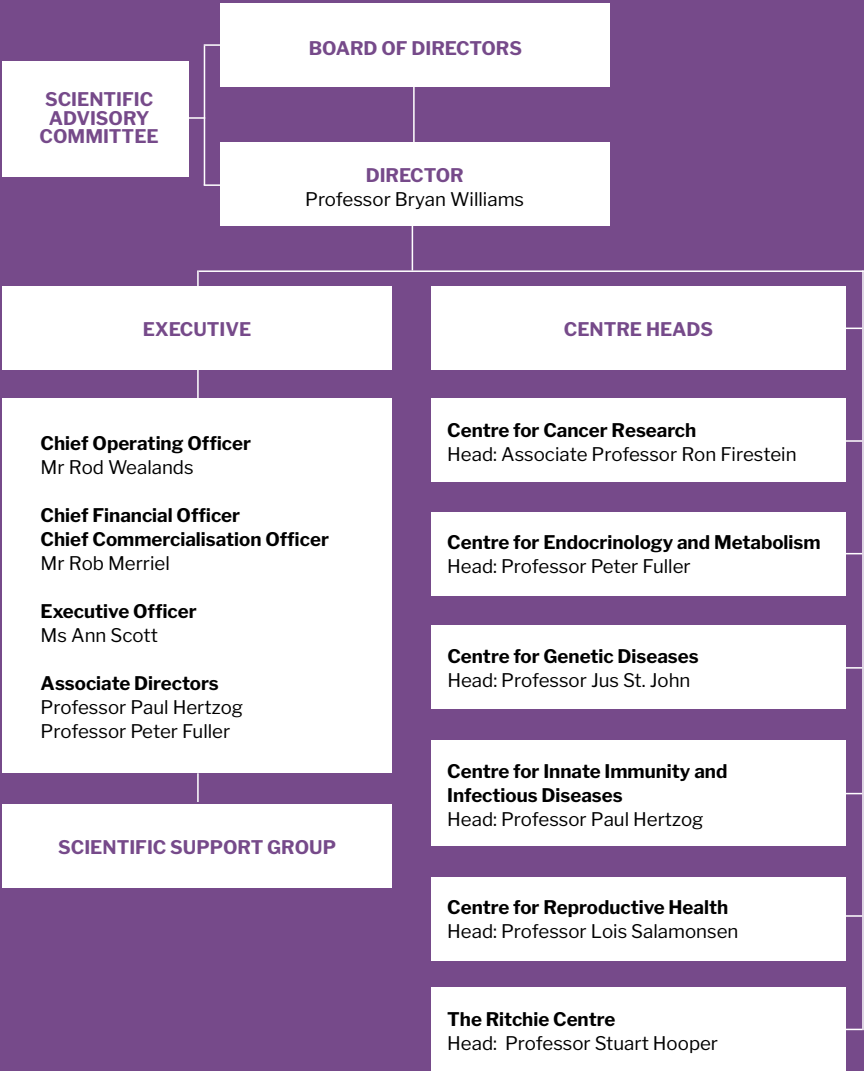 BOARD OF DIRECTORS
SCIENTIFIC
ADVISORY
COMMITTEE
DIRECTOR
Professor Bryan Williams
EXECUTIVE
Chief Operating Officer
Mr Rod Wealands
Chief Financial Officer
Chief Commercialisation Officer
Mr Rob Merriel
Executive Officer
Ms Ann Scott
Associate Directors
Professor Paul Hertzog
Professor Peter Fuller
SCIENTIFIC SUPPORT GROUP
CENTRE HEADS
Centre for Cancer Research
Head: Associate Professor Ron Firestein
Centre for Endocrinology and Metabolism
Head: Professor Peter Fuller
Centre for Genetic Diseases
Head: Professor Jus St. John
Centre for Innate Immunity and
Infectious Diseases
Head: Professor Paul Hertzog
Centre for Reproductive Health
Head: Professor Lois Salamonsen
The Ritchie Centre
Head: Professor Stuart Hooper